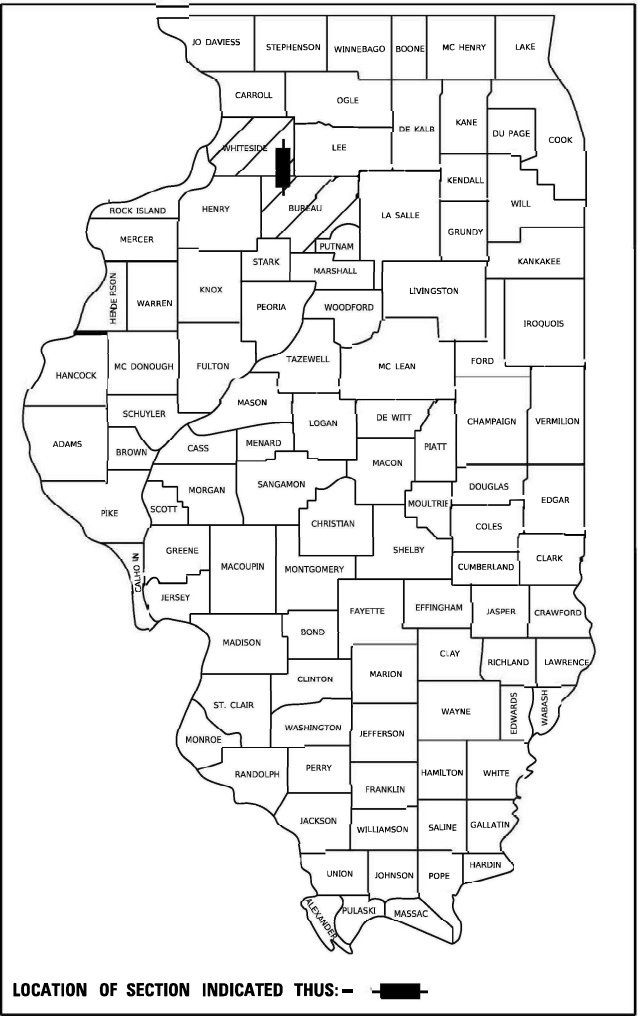 JO DAVIESS STEPHENSON WINNEBAGO BOONE MC HENRY LAKE
CARROLL OGLE DE KALB KANE DU PAGE COOK
WHITESIDE LEE KENDALL WILL
ROCK ISLAND HENRY BUREAU LA SALLE GRUNDY
MERCER PUTNAM KANKAKEE
STARK MARSHALL
HENDERSON WARREN KNOX PEORIA WOODFORD LIVINGSTON IROQUOIS
HANCOCK MC DONOUGH FULTON TAZEWELL MC LEAN FORD
SCHUYLER MASON LOGAN DE WITT CHAMPAIGN VERMILION
ADAMS BROWN CASS MENARD PIATT
MACON
PIKE SCOTT MORGAN SANGAMON MOULTRIE DOUGLAS EDGAR
CHRISTIAN COLES
GREENE MACOUPIN MONTGOMERY SHELBY CUMBERLAND CLARK
CALHOUN JERSEY FAYETTE EFFINGHAM JASPER CRAWFORD
MADISON BOND
CLINTON MARION CLAY RICHLAND LAWRENCE
ST. CLAIR WASHINGTON WAYNE EDWARDS WABASH
MONROE JEFFERSON
RANDOLPH PERRY HAMILTON WHITE
FRANKLIN
JACKSON WILLIAMSON SALINE GALLATIN
UNION JOHNSON POPE HARDIN
ALEXANDER PULASKI MASSAC
LOCATION OF SECTION INDICATED THUS:-